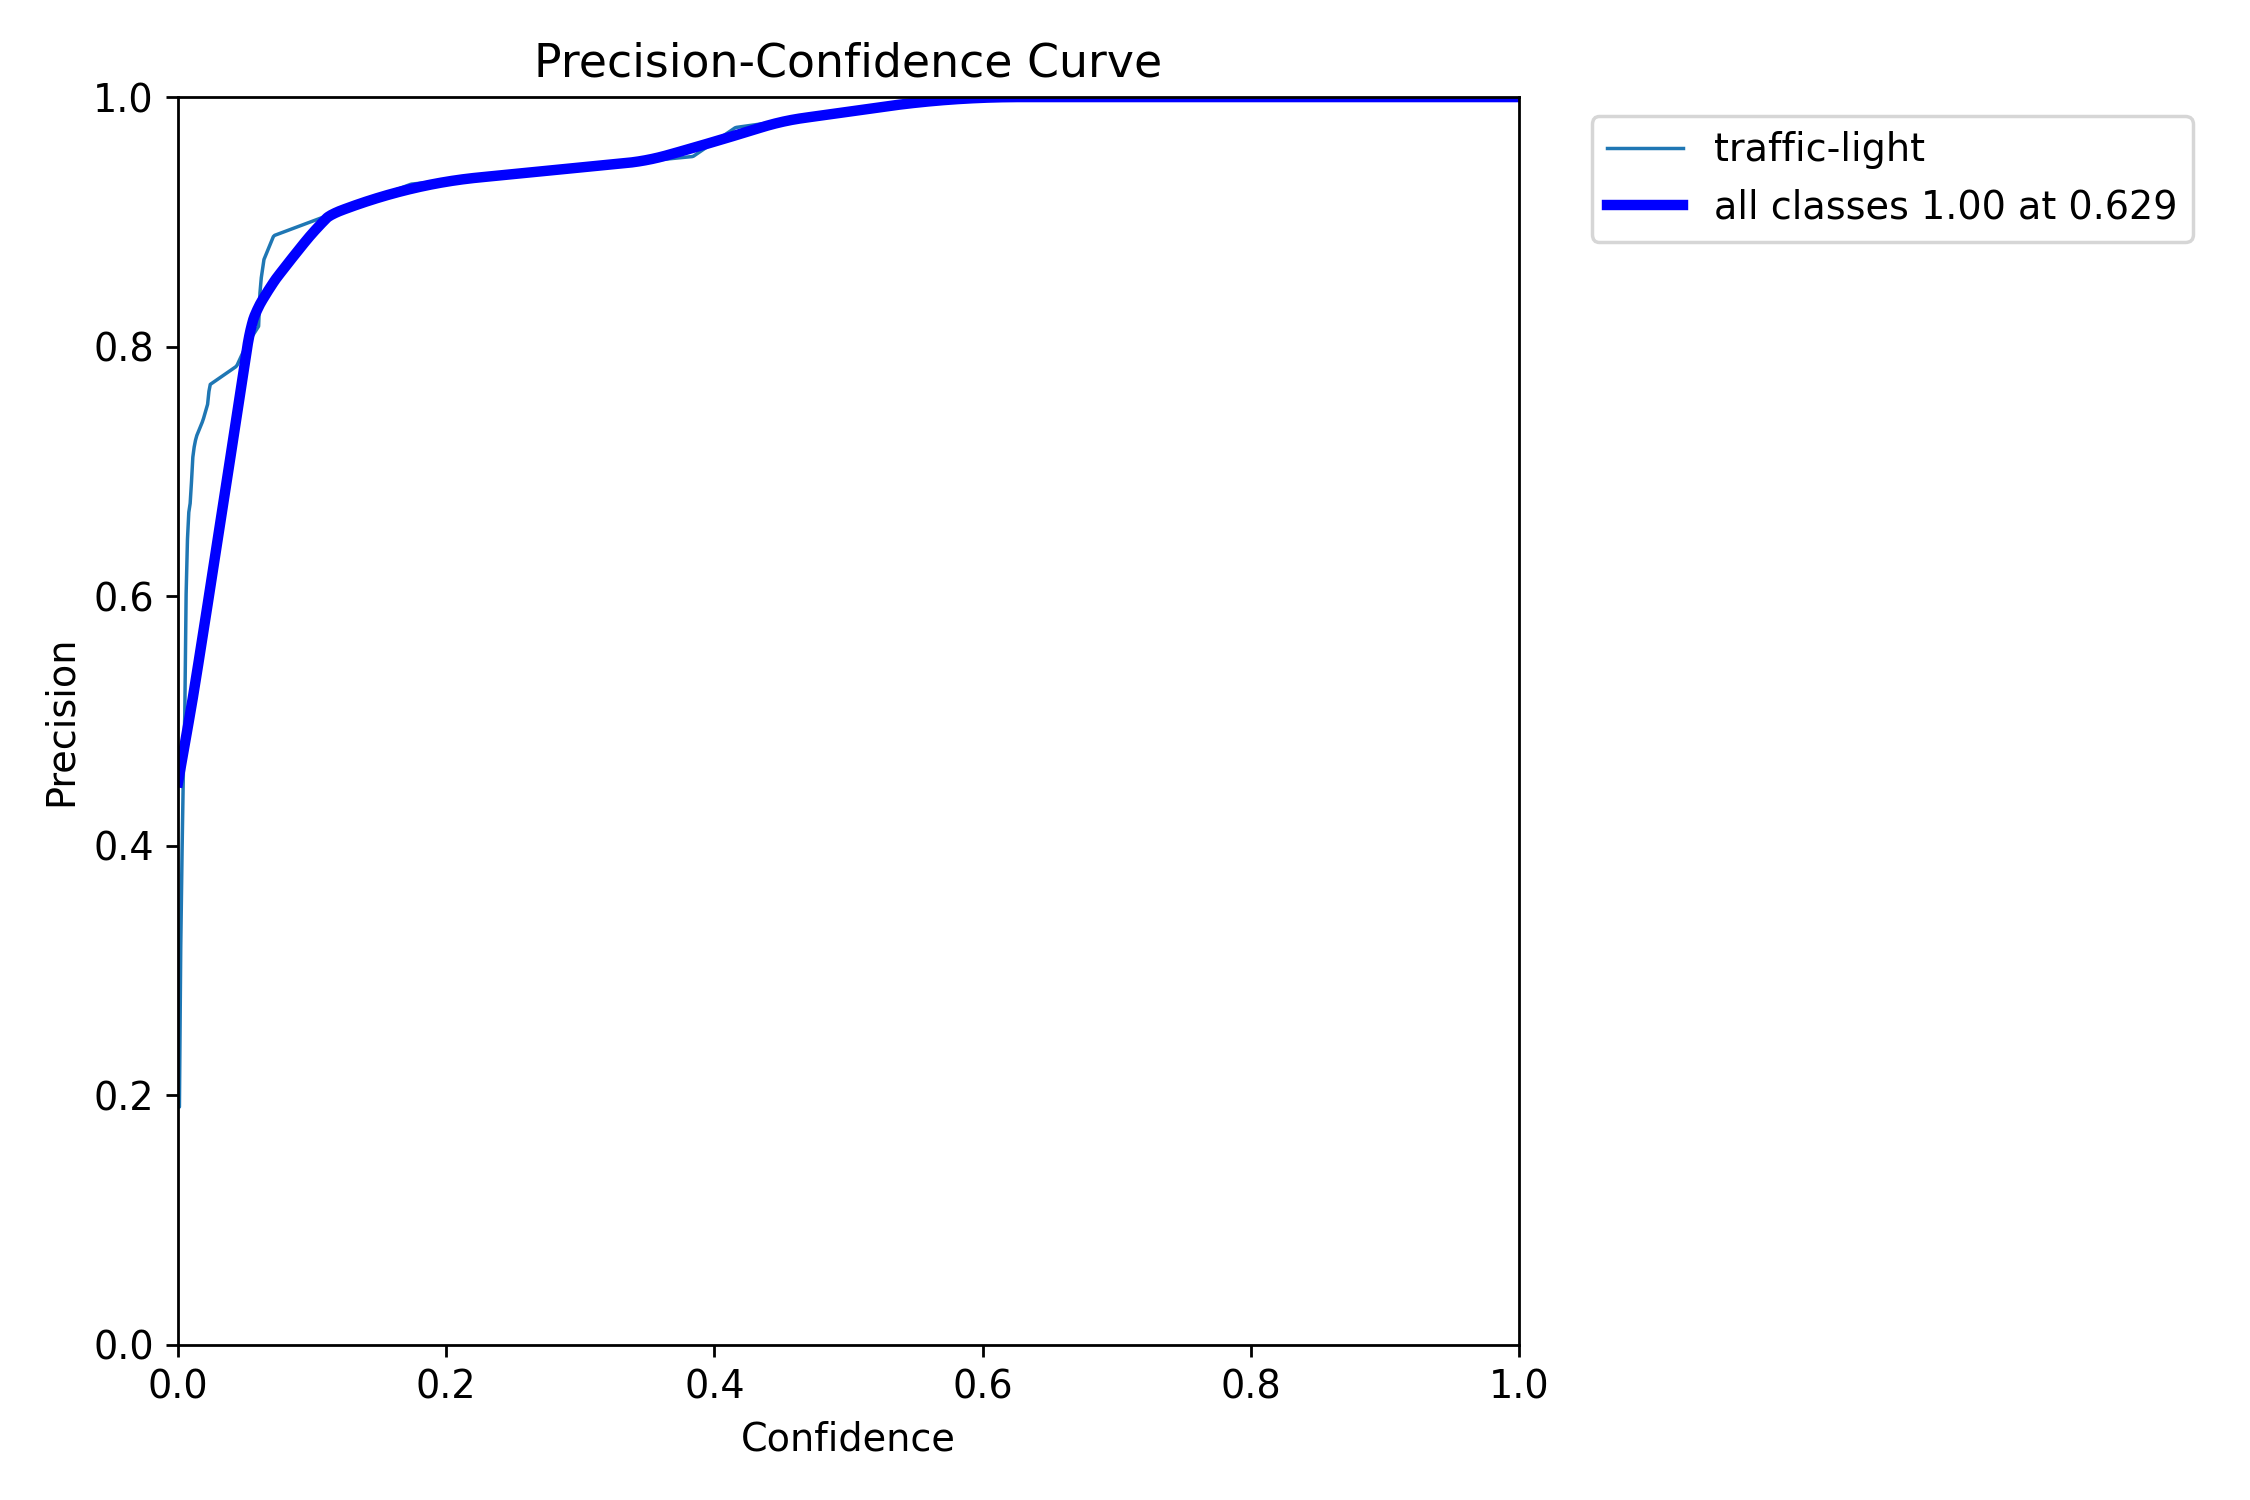 Precision-Confidence Curve
traffic-light
all classes 1.00 at 0.629
1.0
0.8
0.6
0.4
0.2
0.0
Precision
0.0 0.2 0.4 0.6 0.8 1.0
Confidence